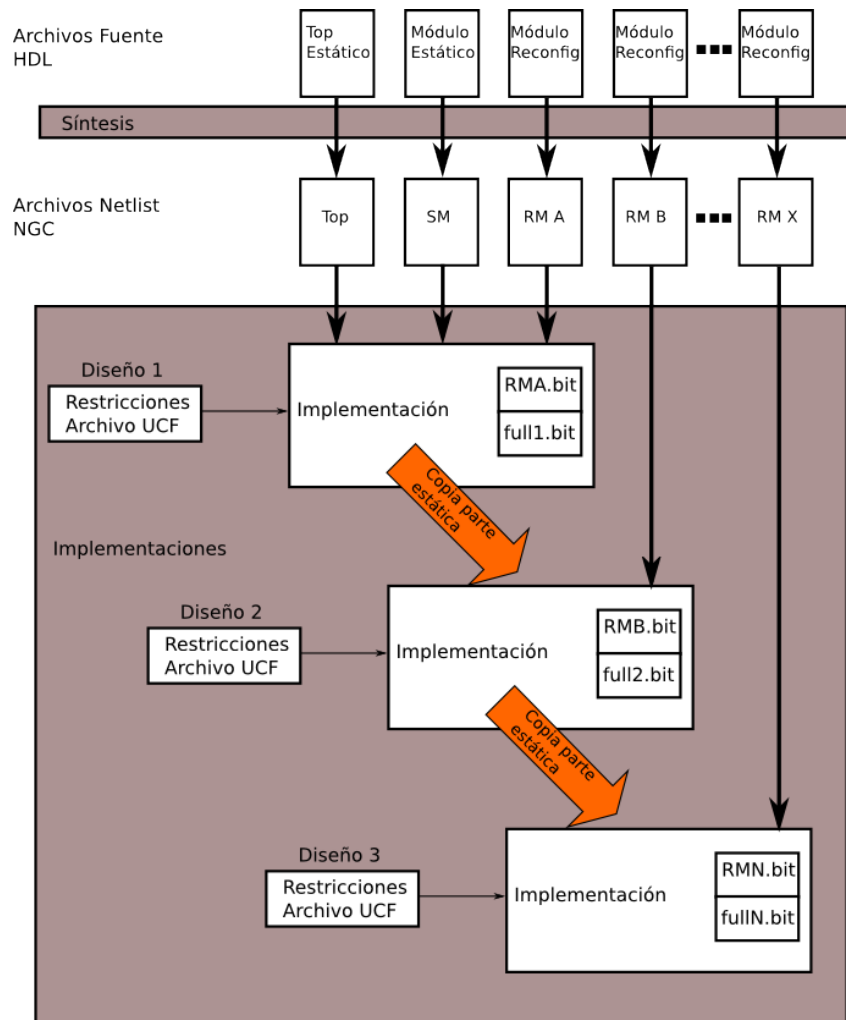 Archivos Fuente
HDL
Top
Estático
Módulo
Estático
Módulo
Reconfig
Módulo
Reconfig
Módulo
Reconfig
Síntesis
Archivos Netlist
NGC
Top
SM
RM A
RM B
RM X
Diseño 1
Restricciones
Archivo UCF
Implementación
RMA.bit
full1.bit
Copia parte
estática
Implementaciones
Diseño 2
Restricciones
Archivo UCF
Implementación
RMB.bit
full2.bit
Copia parte
estática
Diseño 3
Restricciones
Archivo UCF
Implementación
RMN.bit
fullN.bit